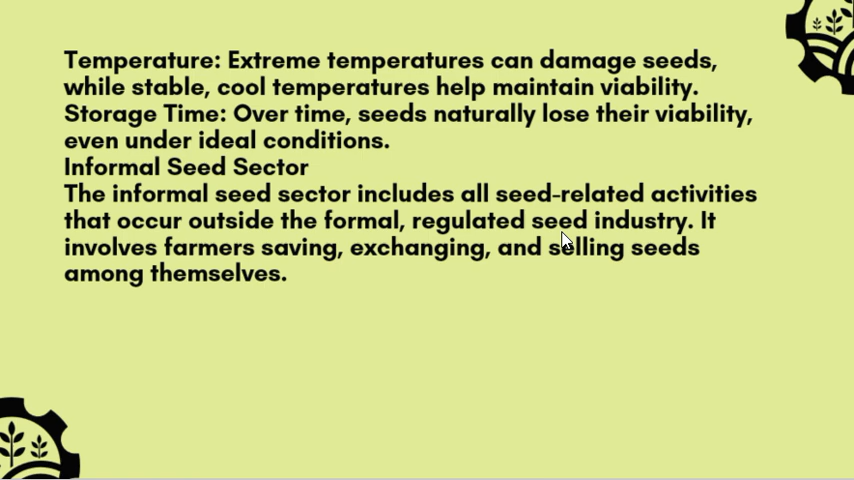 Temperature: Extreme temperatures can damage seeds,
while stable, cool temperatures help maintain viability.
Storage Time: Over time, seeds naturally lose their viability,
even under ideal conditions.
Informal Seed Sector
The informal seed sector includes all seed-related activities
that occur outside the formal, regulated seed industry. It
involves farmers saving, exchanging, and selling seeds
among themselves.